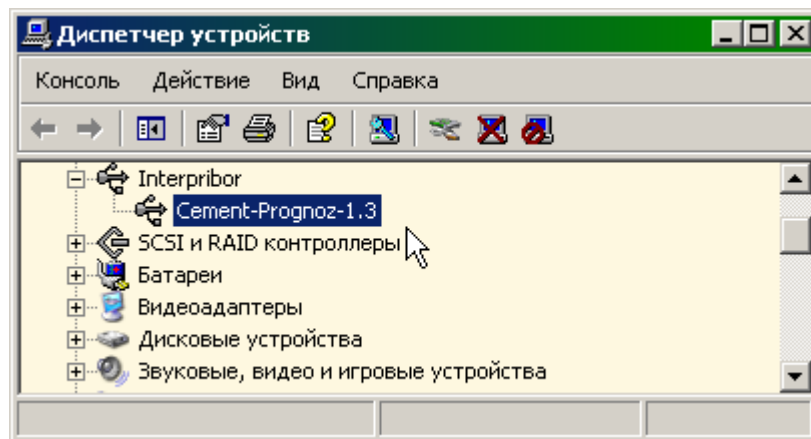 Диспетчер устройств
Консоль Действие Вид Справка
Interpribor
Cement-Prognoz-1.3
SCSI и RAID контроллеры
Батареи
Видеоадаптеры
Дисковые устройства
Звуковые, видео и игровые устройства